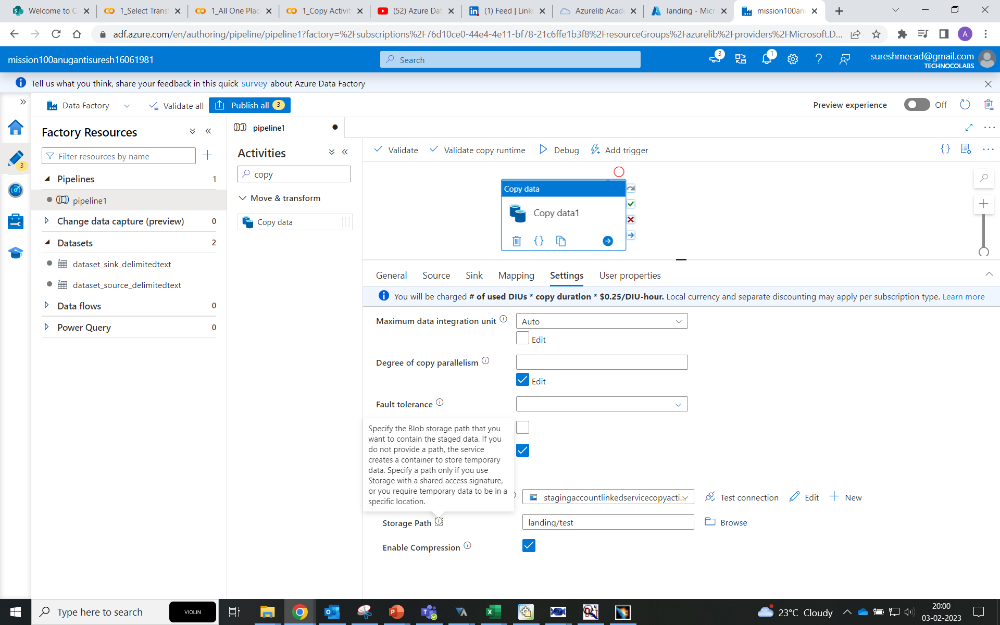 Welcome to C
1_Select Transf
1_All One Plac
1_Copy Activit
(52) Azure Dat
(1) Feed | Linke
Azurelib Acade
landing - Micr
mission100anu
adf.azure.com/en/authoring/pipeline/pipeline1?factory=%2Fsubscriptions%2F76d10ce0-44e4-4e11-bf78-21c6ffe1b3f8%2FresourceGroups%2Fazurelib%2Fproviders%2FMicrosoft.D...
A
mission100anugantisuresh16061981
Search
3
1
sureshmecad@gmail.com
TECHNOCOLABS
Tell us what you think, share your feedback in this quick survey about Azure Data Factory
Data Factory
Validate all
Publish all 3
Preview experience
Off
Factory Resources
Filter resources by name
3
Pipelines 1
pipeline1
Change data capture (preview) 0
Datasets 2
dataset_sink_delimitedtext
dataset_source_delimitedtext
Data flows 0
Power Query 0
pipeline1
Activities
copy
Move & transform
Copy data
Validate
Validate copy runtime
Debug
Add trigger
Copy data
Copy data1
General
Source
Sink
Mapping
Settings
User properties
You will be charged # of used DIUs * copy duration * $0.25/DIU-hour. Local currency and separate discounting may apply per subscription type. Learn more
Maximum data integration unit
Auto
Edit
Degree of copy parallelism
Edit
Fault tolerance
Specify the Blob storage path that you
want to contain the staged data. If you
do not provide a path, the service
creates a container to store temporary
data. Specify a path only if you use
Storage with a shared access signature,
or you require temporary data to be in a
specific location.
stagingaccountlinkedservicecopyacti...
Test connection
Edit
New
Storage Path
landing/test
Browse
Enable Compression
Type here to search
VIOLIN
23°C Cloudy
20:00
03-02-2023